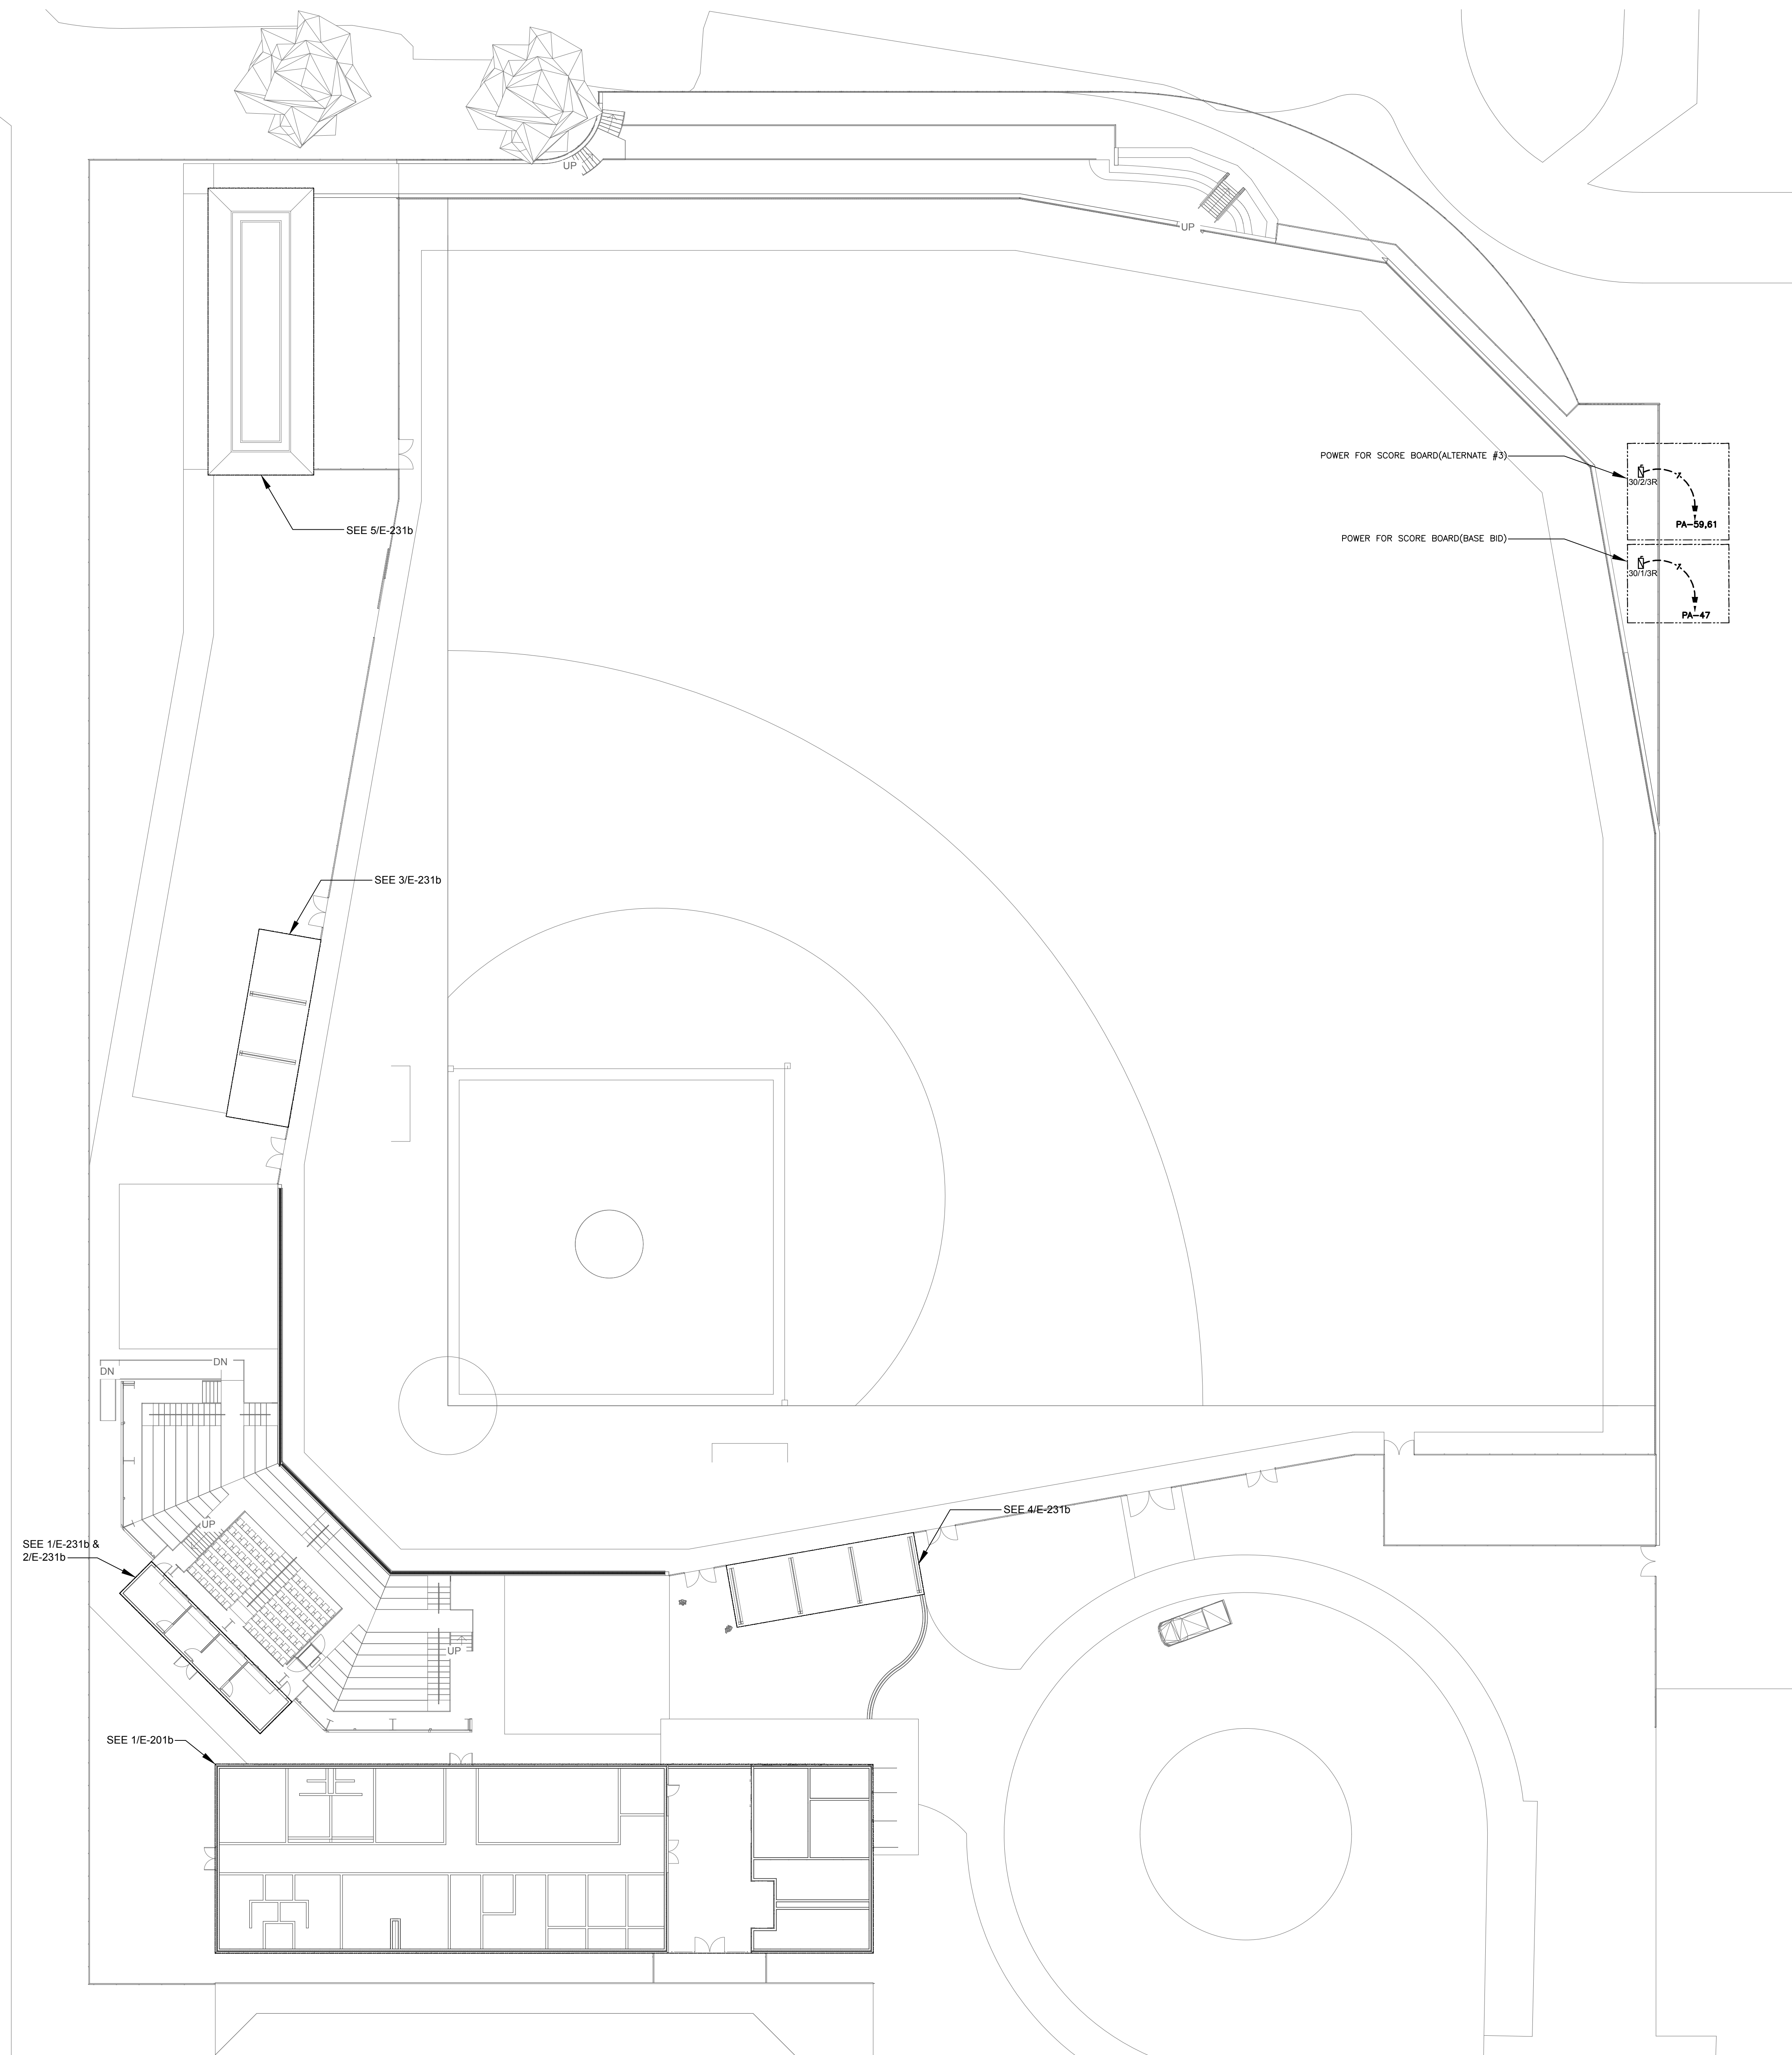 UP
UP
POWER FOR SCORE BOARD(ALTERNATE #3)
30/2/3R
PA-59,61
SEE 5/E-231b
POWER FOR SCORE BOARD(BASE BID)
30/1/3R
PA-47
SEE 3/E-231b
DN
DN
SEE 4/E-231b
UP
SEE 1/E-231b &
2/E-231b
UP
SEE 1/E-201b